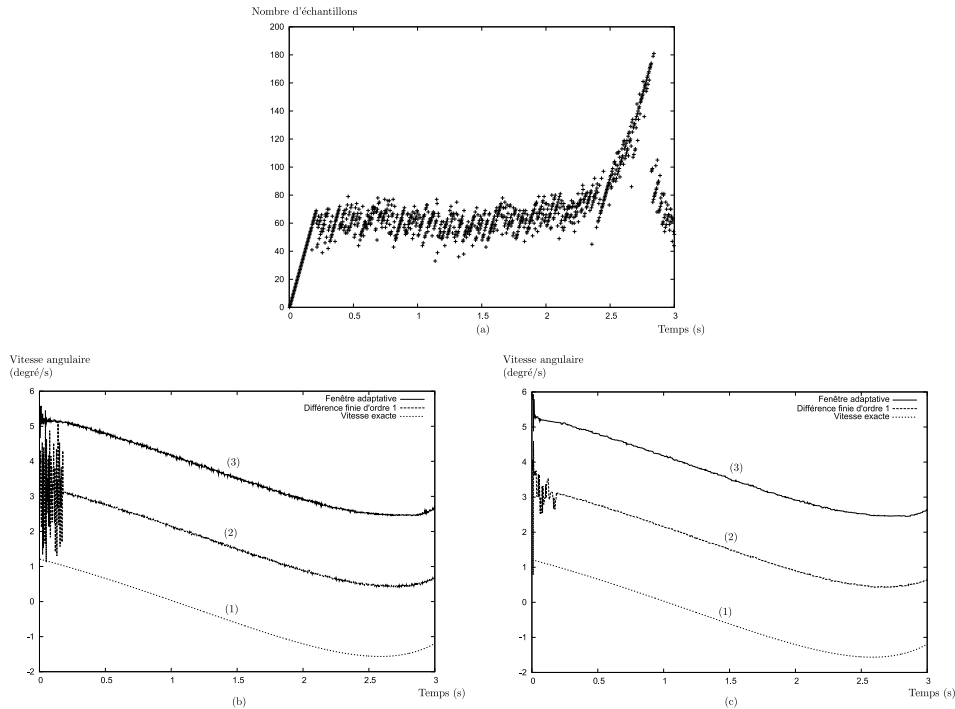 Nombre d'échantillons
200
180
160
140
120
100
80
60
40
20
0
0 0.5 1 1.5 2 2.5 3
(a) Temps (s)
Vitesse angulaire
(degré/s)
6
5
4
3
2
1
0
-1
-2
Fenêtre adaptative
Différence finie d'ordre 1
Vitesse exacte
(3)
(2)
(1)
0 0.5 1 1.5 2 2.5 3
Temps (s)
(b)
Vitesse angulaire
(degré/s)
6
5
4
3
2
1
0
-1
-2
Fenêtre adaptative
Différence finie d'ordre 1
Vitesse exacte
(3)
(2)
(1)
0 0.5 1 1.5 2 2.5 3
Temps (s)
(c)